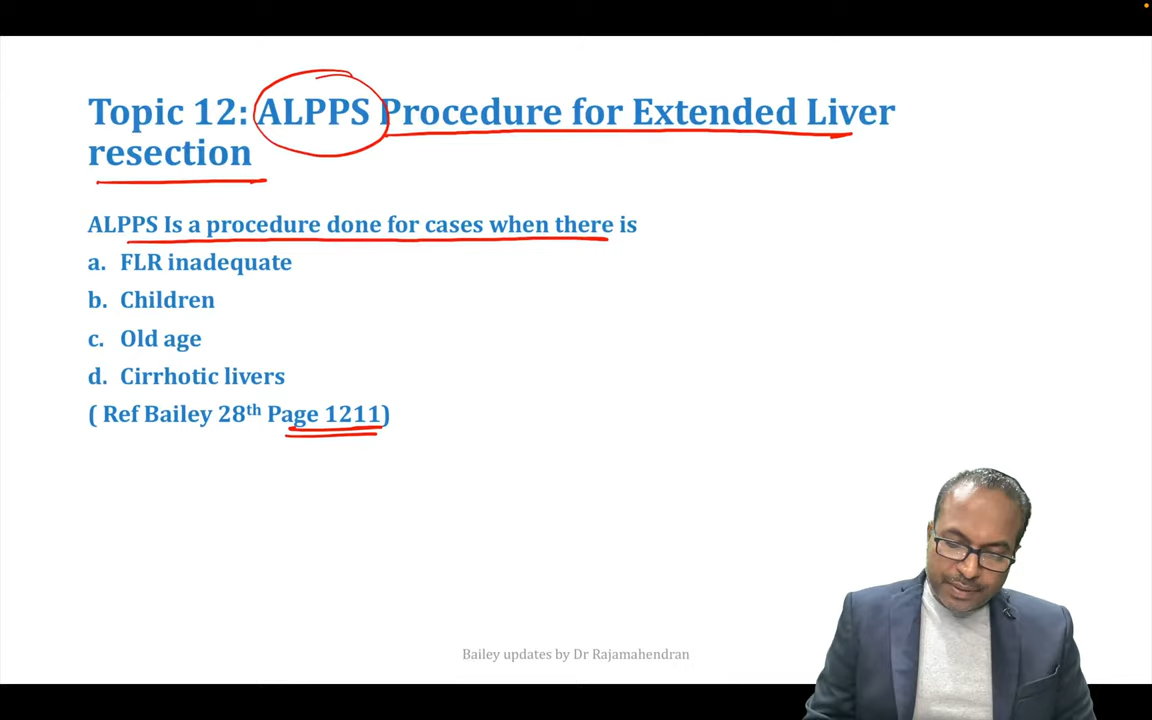 Topic 12: ALPPS Procedure for Extended Liver
resection
ALPPS Is a procedure done for cases when there is
a. FLR inadequate
b. Children
c. Old age
d. Cirrhotic livers
( Ref Bailey 28th Page 1211)
Bailey updates by Dr Rajamahendran